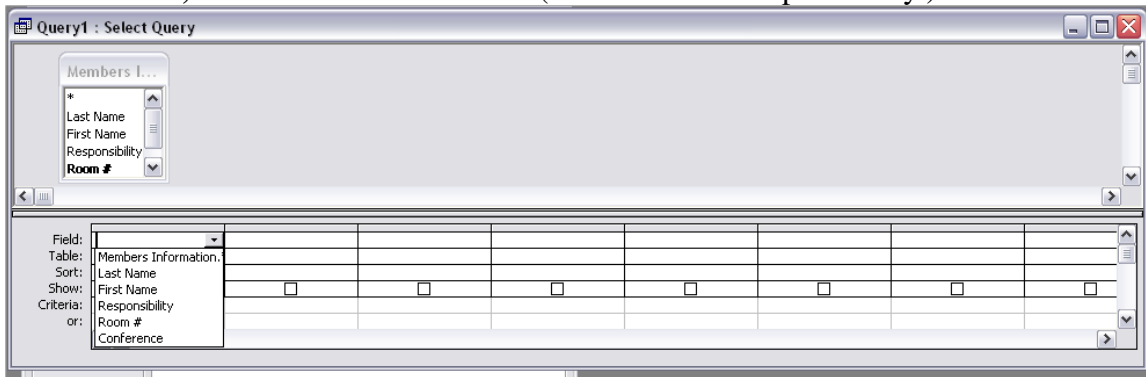 Query1 : Select Query
Members I...
*
Last Name
First Name
Responsibility
Room #
Field:
Table:
Sort:
Show:
Criteria:
or:
Members Information.*
Last Name
First Name
Responsibility
Room #
Conference